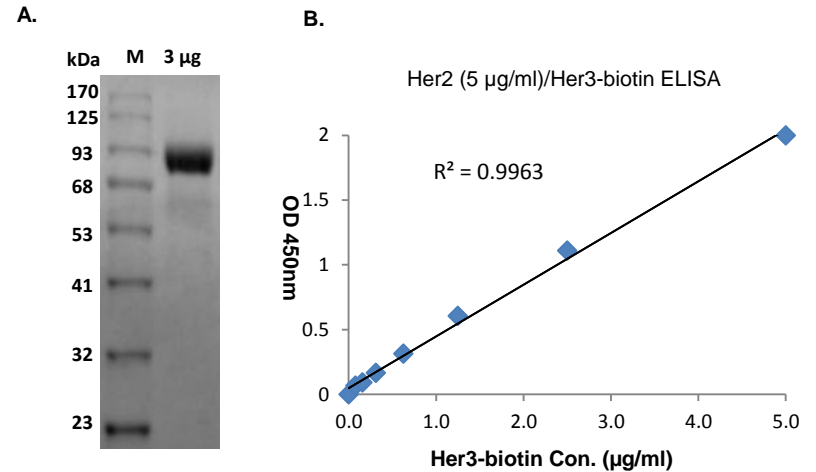 A.
kDa M 3 µg
170
125
93
68
53
41
32
23
B.
Her2 (5 µg/ml)/Her3-biotin ELISA
R² = 0.9963
OD 450nm
2
1.5
1
0.5
0
0.0 1.0 2.0 3.0 4.0 5.0
Her3-biotin Con. (µg/ml)